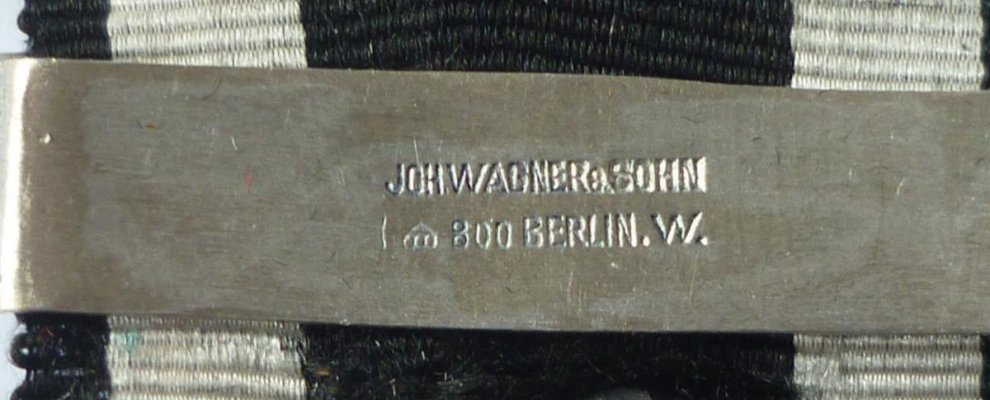 JOH WAGNER & SOHN
800 BERLIN. W.